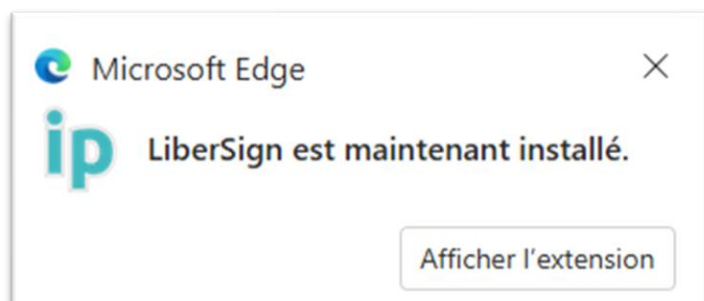 Microsoft Edge
ip
LiberSign est maintenant installé.
Afficher l'extension